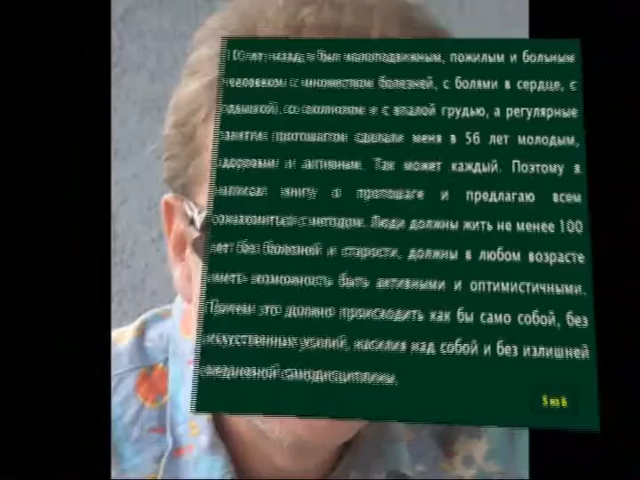 10 лет назад я был малоподвижным, пожилым и больным
человеком с множеством болезней, с болями в сердце, с
одышкой, со сколиозом и с впалой грудью, а регулярные
занятия протошагом сделали меня в 56 лет молодым,
здоровым и активным. Так может каждый. Поэтому я
написал книгу о протошаге и предлагаю всем
ознакомиться с методом. Люди должны жить не менее 100
лет без болезней и старости, должны в любом возрасте
иметь возможность быть активными и оптимистичными.
Причем это должно происходить как бы само собой, без
искусственных усилий, насилия над собой и без излишней
ежедневной самодисциплины.
5 из 6